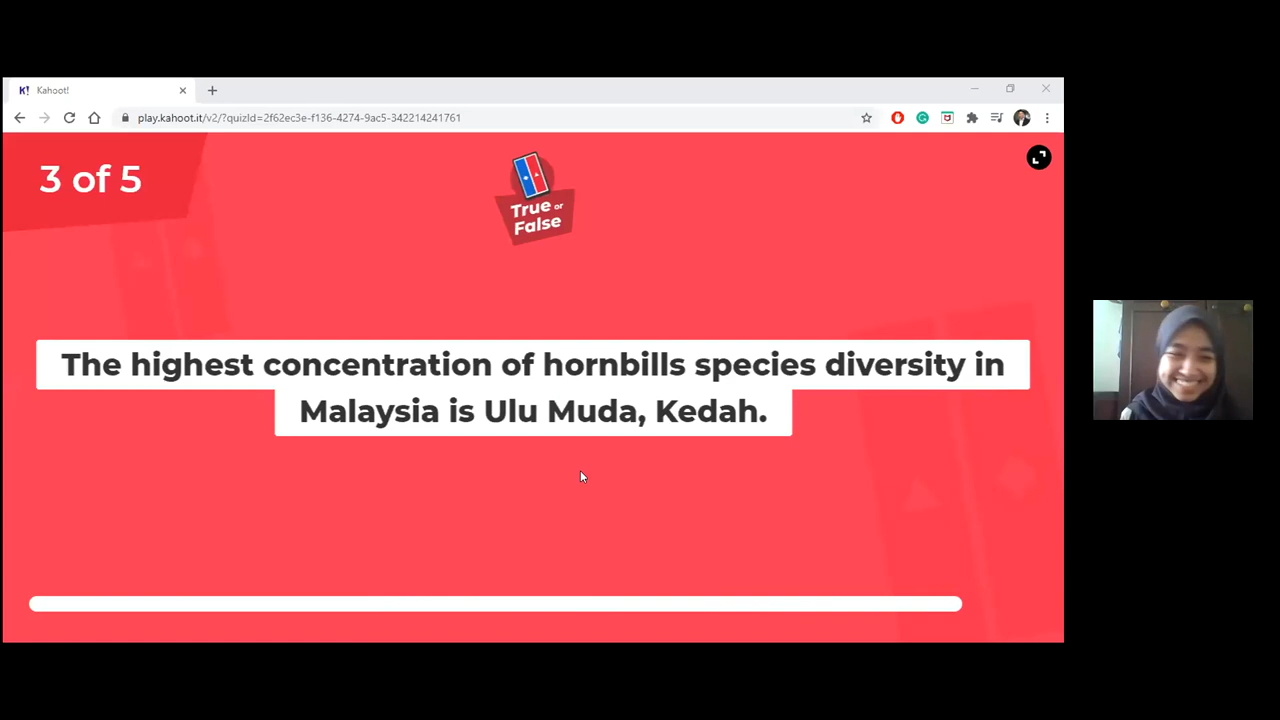 Kahoot!
play.kahoot.it/v2/?quizId=2f62ec3e-f136-4274-9ac5-342214241761
3 of 5
True or
False
The highest concentration of hornbills species diversity in
Malaysia is Ulu Muda, Kedah.